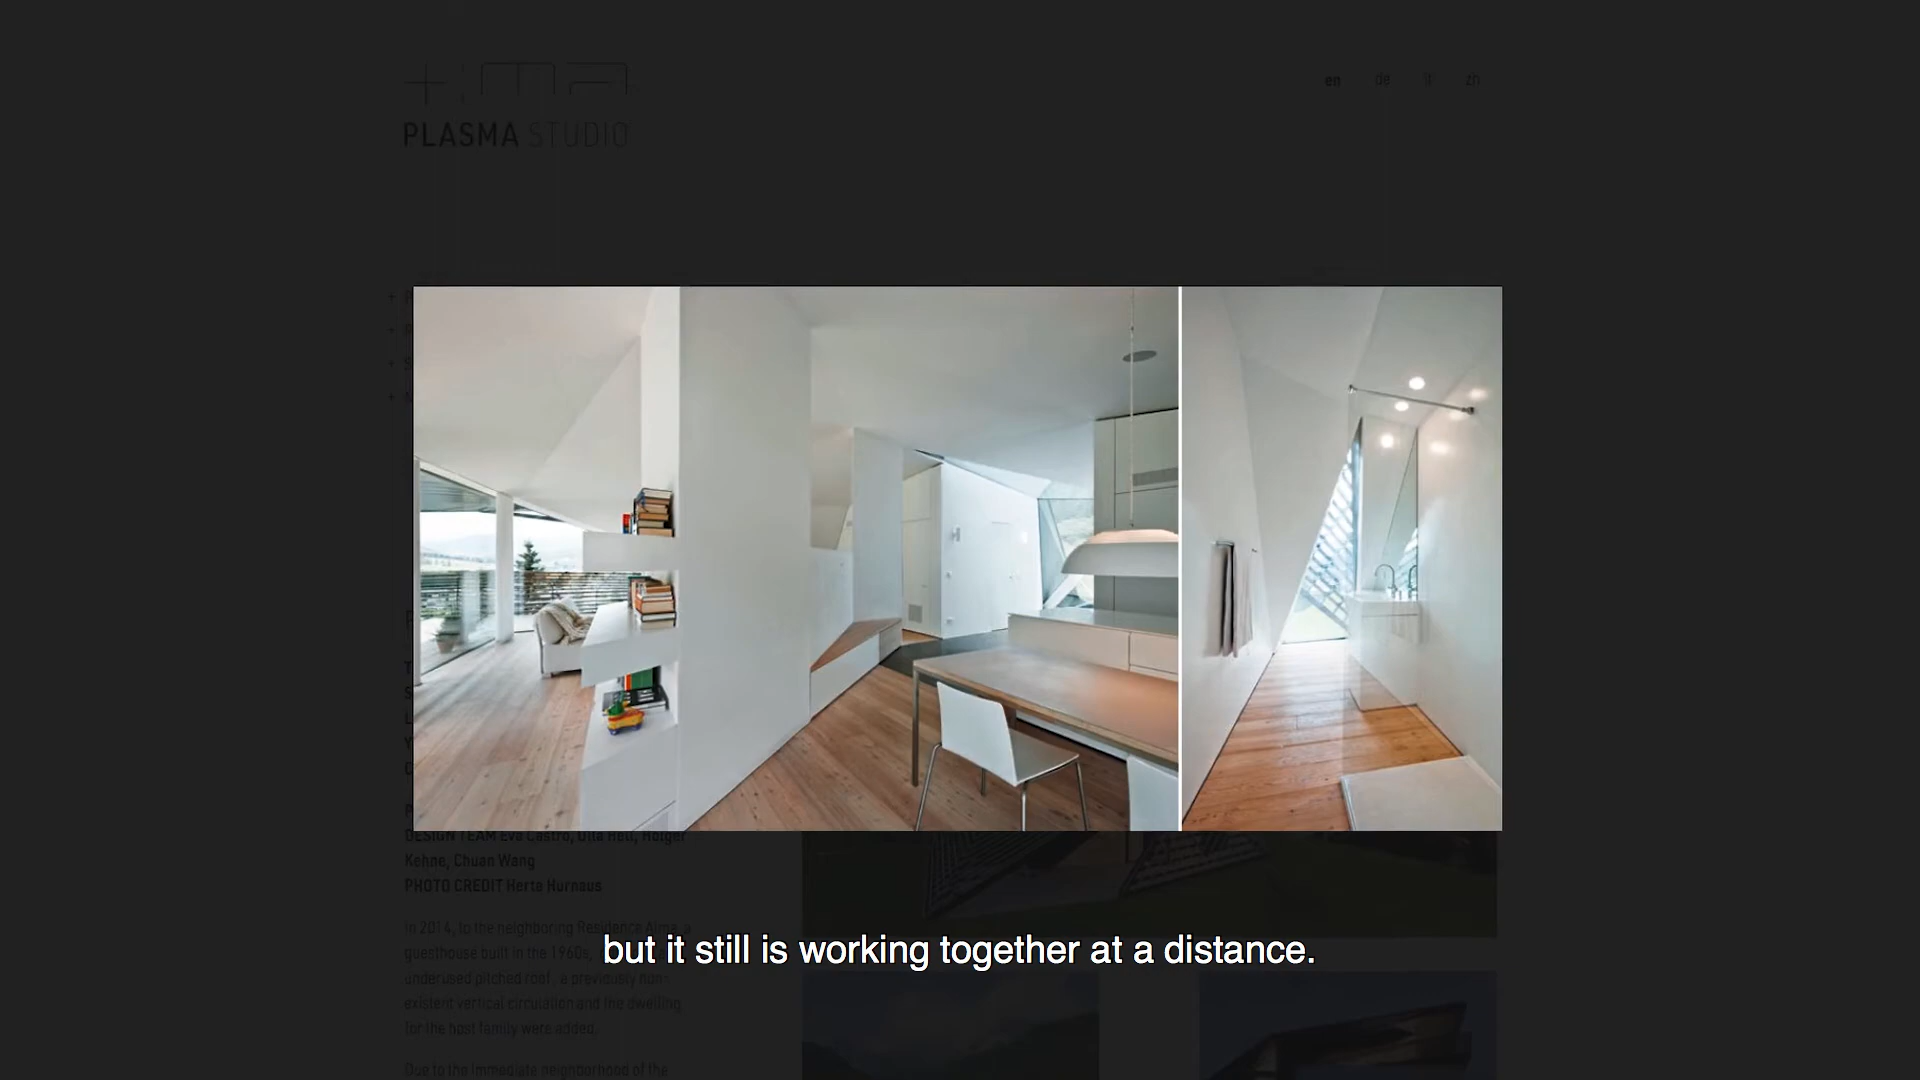 en de it zh
PLASMA STUDIO
DESIGN TEAM Eva Castro, Ulla Hell, Holger
Kehne, Chuan Wang
PHOTO CREDIT Herta Hurnaus
In 2014, to the neighboring Residence Alma, a
guesthouse built in the 1960s,
but it still is working together at a distance.
underused pitched roof, a previously non-
existent vertical circulation and the dwelling
for the host family were added.
Due to the immediate neighborhood of the